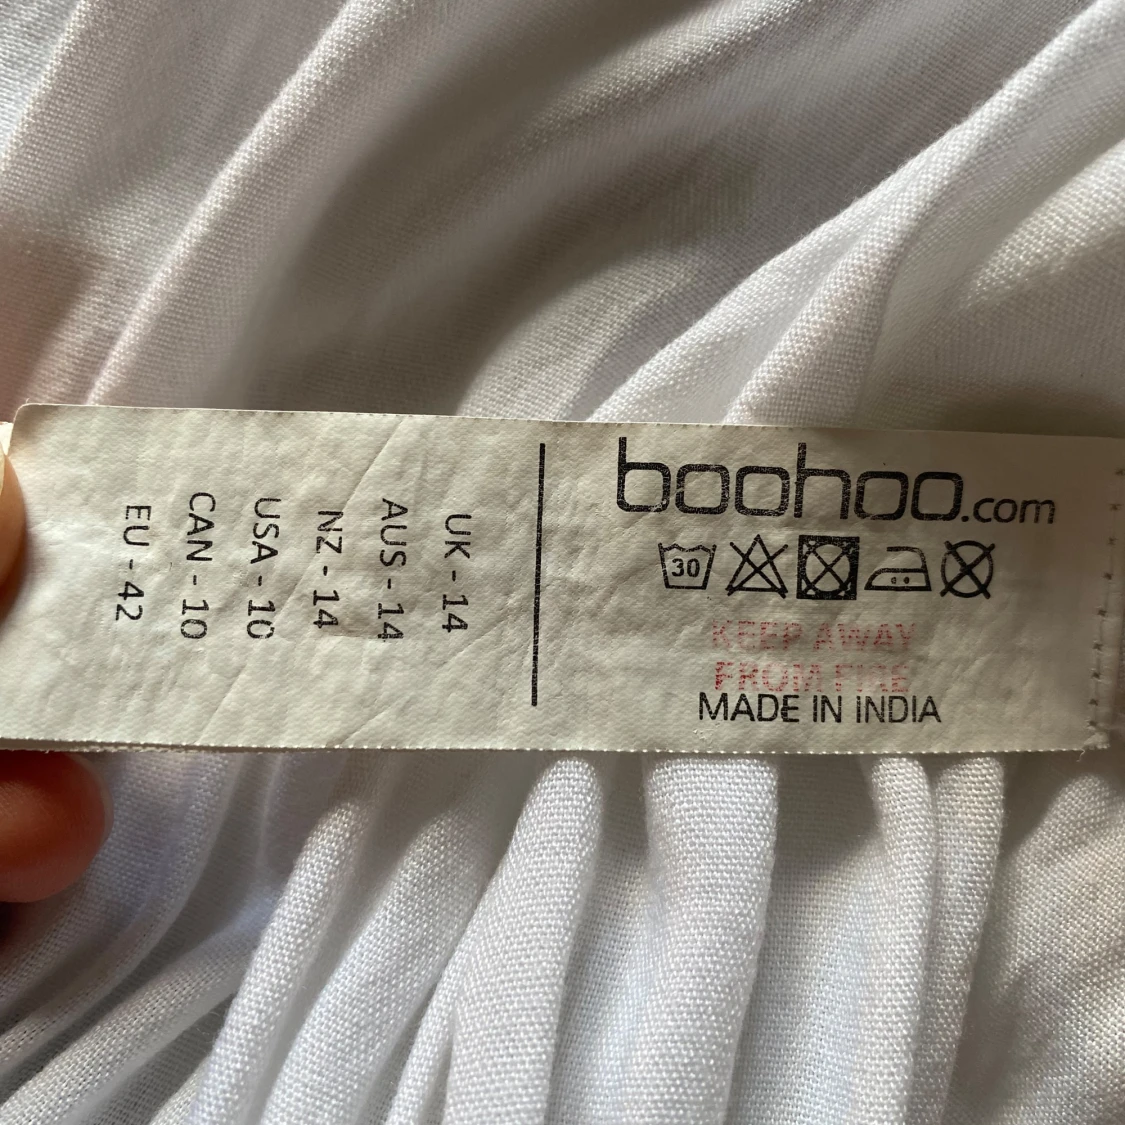 boohoo.com
30
KEEP AWAY
FROM FIRE
MADE IN INDIA
UK - 14
AUS - 14
NZ - 14
USA - 10
CAN - 10
EU - 42